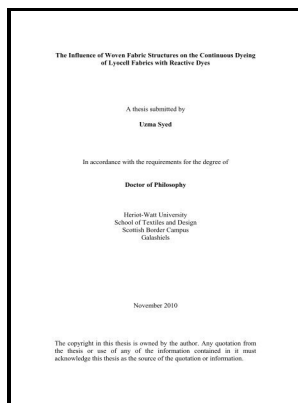 The Influence of Woven Fabric Structures on the Continuous Dyeing
of Lyocell Fabrics with Reactive Dyes
A thesis submitted by
Uzma Syed
In accordance with the requirements for the degree of
Doctor of Philosophy
Heriot-Watt University
School of Textiles and Design
Scottish Border Campus
Galashiels
November 2010
The copyright in this thesis is owned by the author. Any quotation from
the thesis or use of any of the information contained in it must
acknowledge this thesis as the source of the quotation or information.